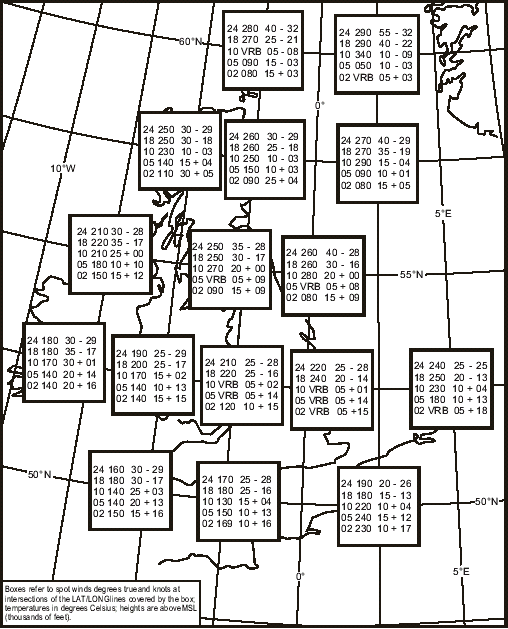 60°N
24 280 40 - 32
18 270 25 - 21
10 VRB 05 - 08
05 090 15 - 03
02 080 15 + 03
24 290 55 - 32
18 290 40 - 22
10 340 10 - 09
05 050 10 - 03
02 VRB 05 + 03
0°
24 250 30 - 29
18 250 30 - 18
10 230 10 - 03
05 140 15 + 04
02 110 30 + 05
24 260 30 - 29
18 260 25 - 18
10 250 10 - 03
05 150 10 + 03
02 090 25 + 04
24 270 40 - 29
18 270 35 - 19
10 290 15 - 04
05 090 10 + 01
02 080 15 + 05
10°W
5°E
24 210 30 - 28
18 220 35 - 17
10 210 25 + 00
05 180 10 + 10
02 150 15 + 12
24 250 35 - 28
18 250 30 - 17
10 270 20 + 00
05 VRB 05 + 09
02 090 15 + 09
24 260 40 - 28
18 260 30 - 16
10 280 20 + 00
05 VRB 05 + 08
02 080 15 + 09
55°N
24 180 30 - 29
18 180 35 - 17
10 170 30 + 01
05 140 20 + 14
02 140 20 + 16
24 190 25 - 29
18 200 25 - 17
10 170 15 + 02
05 140 10 + 13
02 140 15 + 15
24 210 25 - 28
18 220 25 - 16
10 VRB 05 + 02
05 VRB 05 + 14
02 120 10 + 15
24 220 25 - 28
18 240 20 - 14
10 VRB 05 + 01
05 VRB 05 + 14
02 VRB 05 +15
24 240 25 - 25
18 250 20 - 13
10 230 10 + 04
05 180 10 + 13
02 VRB 05 + 18
50°N
24 160 30 - 29
18 180 30 - 17
10 140 25 + 03
05 140 20 + 13
02 150 15 + 16
24 170 25 - 28
18 180 25 - 16
10 130 15 + 04
05 150 10 + 13
02 169 10 + 16
24 190 20 - 26
18 180 15 - 13
10 220 10 + 04
05 240 15 + 12
02 230 10 + 17
50°N
0°
5°E
Boxes refer to spot winds degrees true and knots at
intersections of the LAT/LONG lines covered by the box;
temperatures in degrees Celsius; heights are above MSL
(thousands of feet).